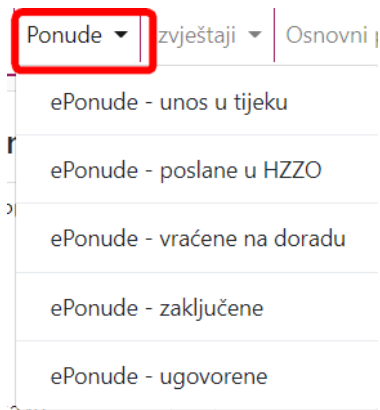 Ponude zvještaji Osnovni
ePonude - unos u tijeku
ePonude - poslane u HZZO
ePonude - vraćene na doradu
ePonude - zaključene
ePonude - ugovorene